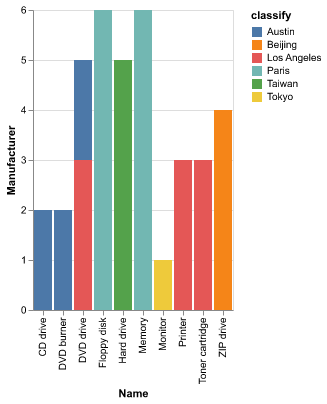 classify
Austin
Beijing
Los Angeles
Paris
Taiwan
Tokyo
Manufacturer
6
5
4
3
2
1
0
CD drive
DVD burner
DVD drive
Floppy disk
Hard drive
Memory
Monitor
Printer
Toner cartridge
ZIP drive
Name